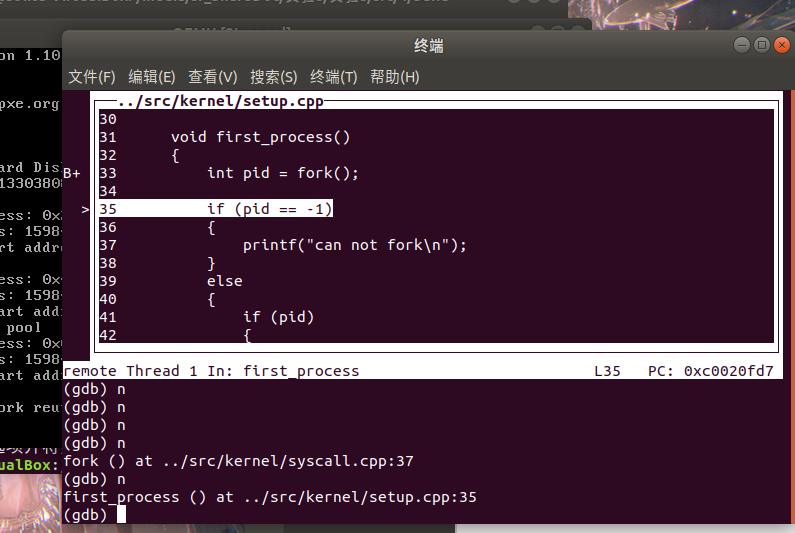 终端
文件(F) 编辑(E) 查看(V) 搜索(S) 终端(T) 帮助(H)
on 1.10
pxe.org
ard Dis
13303808
ess: 0x
s: 1598
art addr
ess: 0x
s: 1598
art addr
pool
ess: 0x
s: 1598
art addr
ork retu
ualBox:
../src/kernel/setup.cpp
30
31 void first_process()
32 {
B+ 33 int pid = fork();
34
>35 if (pid == -1)
36 {
37 printf("can not fork\n");
38 }
39 else
40 {
41 if (pid)
42 {
remote Thread 1 In: first_process L35 PC: 0xc0020fd7
(gdb) n
(gdb) n
(gdb) n
(gdb) n
fork () at ../src/kernel/syscall.cpp:37
(gdb) n
first_process () at ../src/kernel/setup.cpp:35
(gdb)